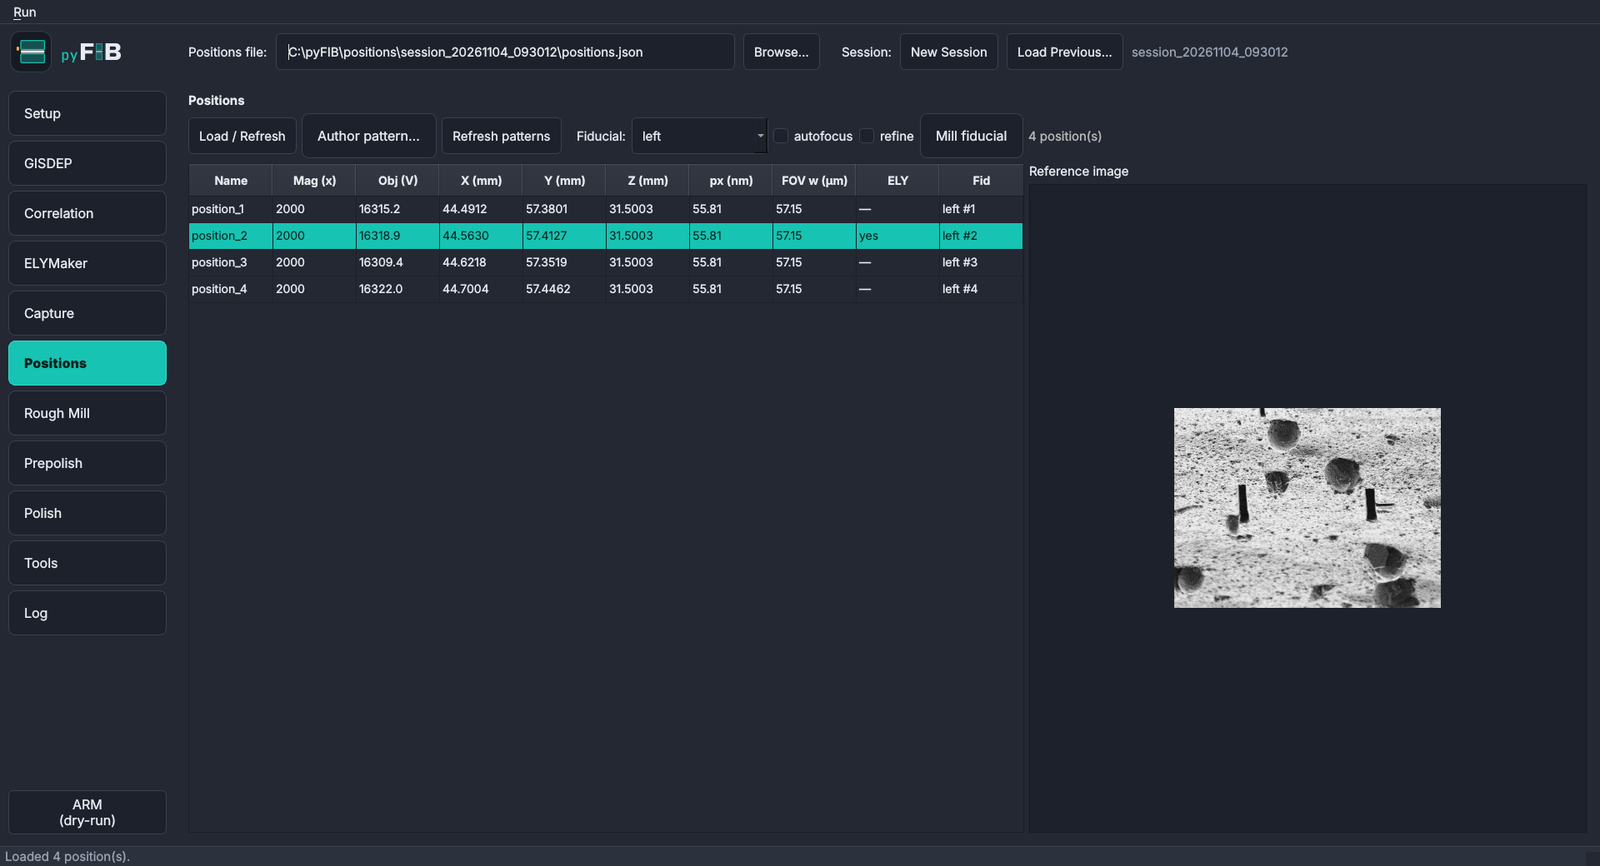 Run
pyFIB
Positions file: C:\pyFIB\positions\session_20261104_093012\positions.json Browse... Session: New Session Load Previous... session_20261104_093012
Setup
GISDEP
Correlation
ELYMaker
Capture
Positions
Rough Mill
Prepolish
Polish
Tools
Log
ARM
(dry-run)
Positions
Load / Refresh Author pattern... Refresh patterns Fiducial: left autofocus refine Mill fiducial 4 position(s)
Name Mag (x) Obj (V) X (mm) Y (mm) Z (mm) px (nm) FOV w (µm) ELY Fid
position_1 2000 16315.2 44.4912 57.3801 31.5003 55.81 57.15 — left #1
position_2 2000 16318.9 44.5630 57.4127 31.5003 55.81 57.15 yes left #2
position_3 2000 16309.4 44.6218 57.3519 31.5003 55.81 57.15 — left #3
position_4 2000 16322.0 44.7004 57.4462 31.5003 55.81 57.15 — left #4
Reference image
Loaded 4 position(s).